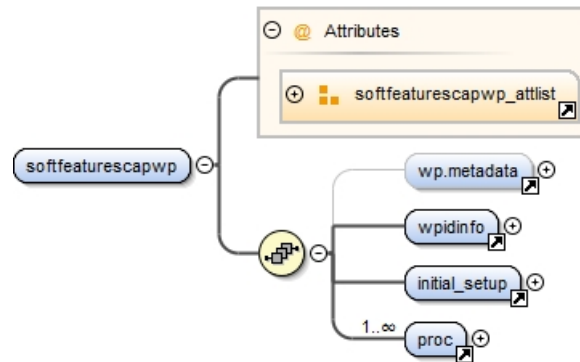 @ Attributes
softfeaturescapwp_attlist
softfeaturescapwp
wp.metadata
wpidinfo
initial_setup
1..∞
proc